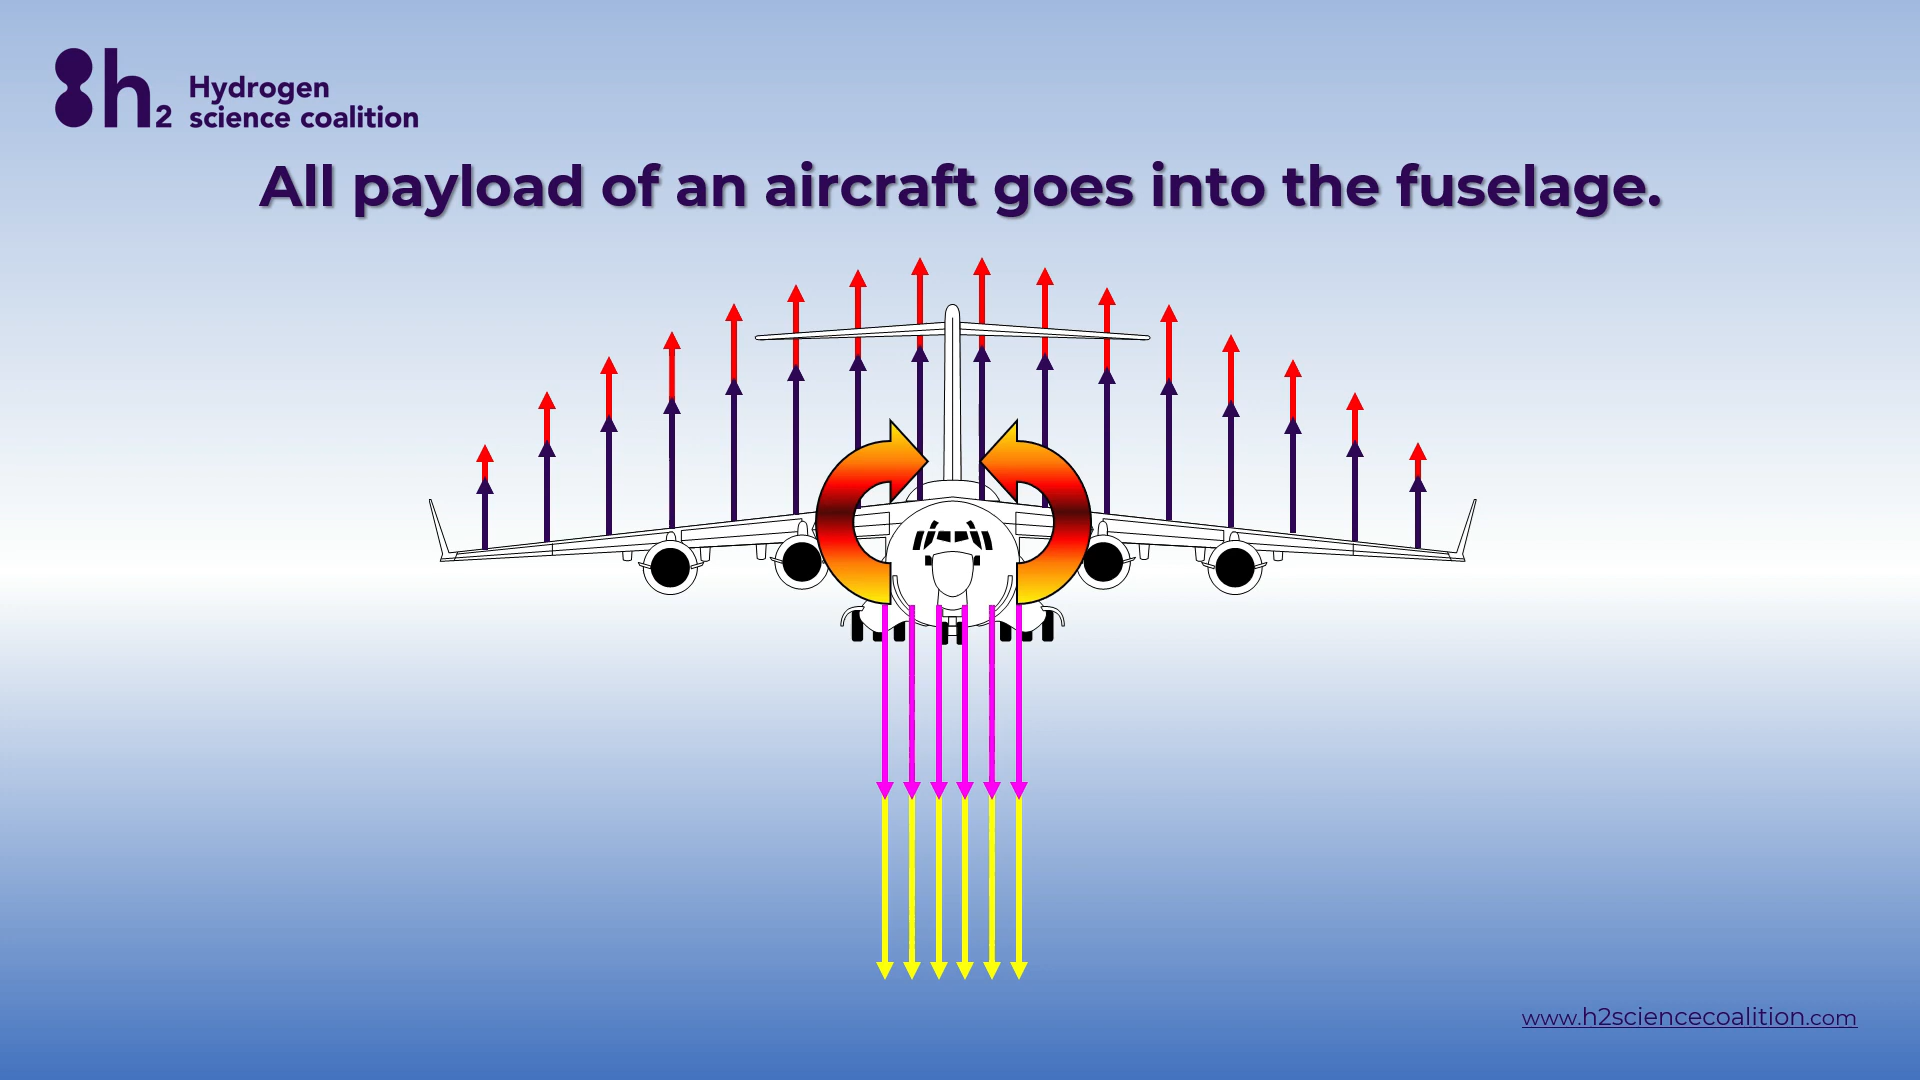 h2
Hydrogen
science coalition
All payload of an aircraft goes into the fuselage.
www.h2sciencecoalition.com